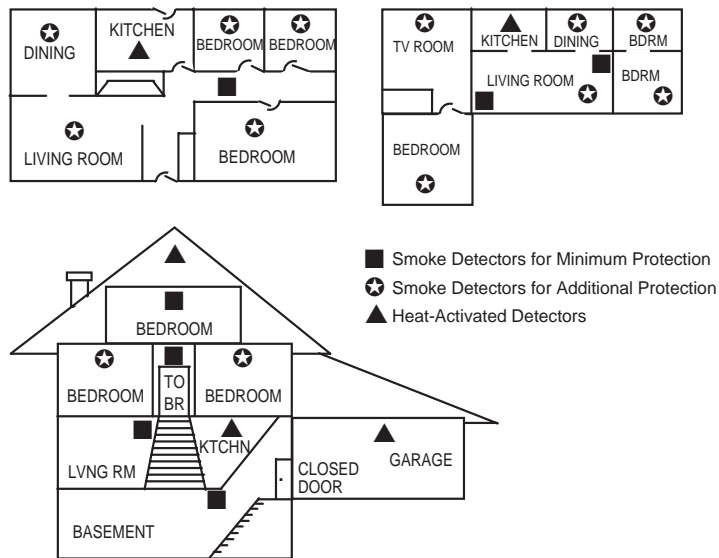 KITCHEN
DINING
BEDROOM
BEDROOM
LIVING ROOM
BEDROOM
TV ROOM
KITCHEN
DINING
BDRM
LIVING ROOM
BDRM
BEDROOM
Smoke Detectors for Minimum Protection
Smoke Detectors for Additional Protection
Heat-Activated Detectors
BEDROOM
BEDROOM
TO
BR
BEDROOM
LVNG RM
KTCHN
CLOSED
DOOR
GARAGE
BASEMENT